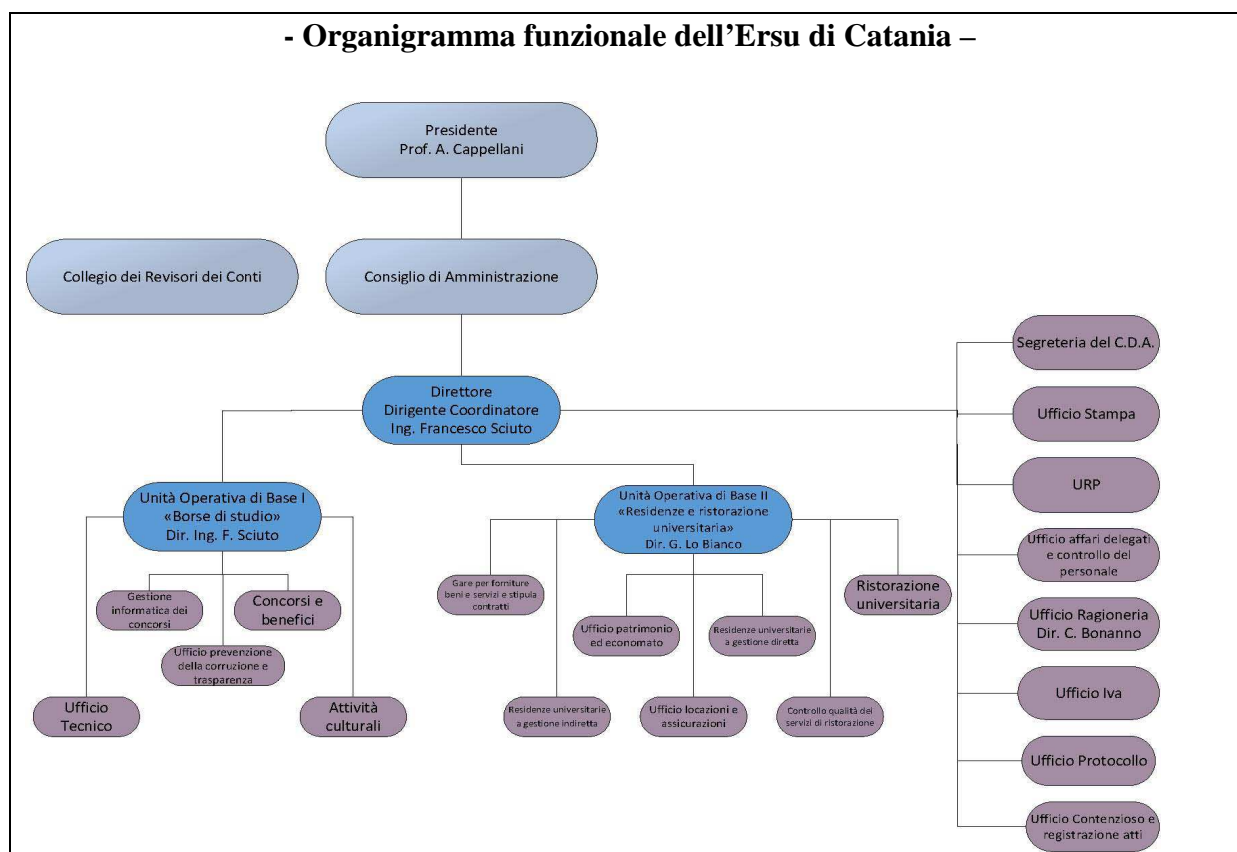 - Organigramma funzionale dell’Ersu di Catania –
Presidente
Prof. A. Cappellani
Collegio dei Revisori dei Conti
Consiglio di Amministrazione
Segreteria del C.D.A.
Direttore
Dirigente Coordinatore
Ing. Francesco Sciuto
Ufficio Stampa
URP
Unità Operativa di Base I
«Borse di studio»
Dir. Ing. F. Sciuto
Unità Operativa di Base II
«Residenze e ristorazione
universitaria»
Dir. G. Lo Bianco
Ufficio affari delegati
e controllo del
personale
Gestione
informatica dei
concorsi
Concorsi e
benefici
Gare per forniture
beni e servizi e stipula
contratti
Ristorazione
universitaria
Ufficio Ragioneria
Dir. C. Bonanno
Ufficio patrimonio
ed economato
Residenze universitarie
a gestione diretta
Ufficio prevenzione
della corruzione e
trasparenza
Ufficio Iva
Ufficio
Tecnico
Attività
culturali
Residenze universitarie
a gestione indiretta
Ufficio locazioni e
assicurazioni
Controllo qualità dei
servizi di ristorazione
Ufficio Protocollo
Ufficio Contenzioso e
registrazione atti